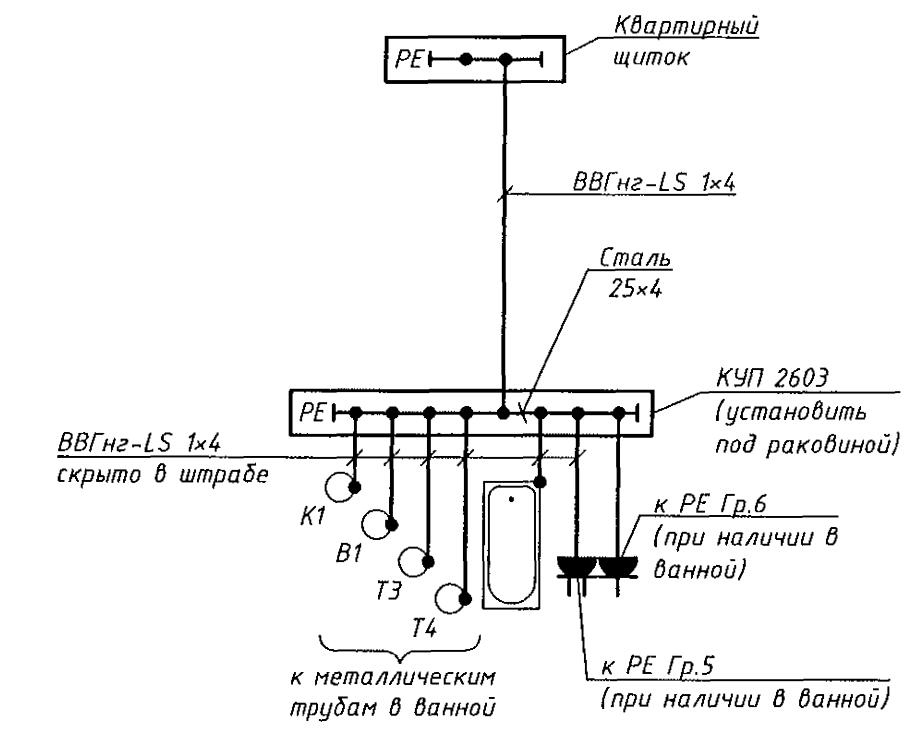 Квартирный
щиток
PE
ВВГнг-LS 1×4
Сталь
25×4
КУП 2603
(установить
под раковиной)
PE
ВВГнг-LS 1×4
скрыто в штрабе
К1
В1
Т3
Т4
к PE Гр.6
(при наличии в
ванной)
к PE Гр.5
(при наличии в ванной)
к металлическим
трубам в ванной